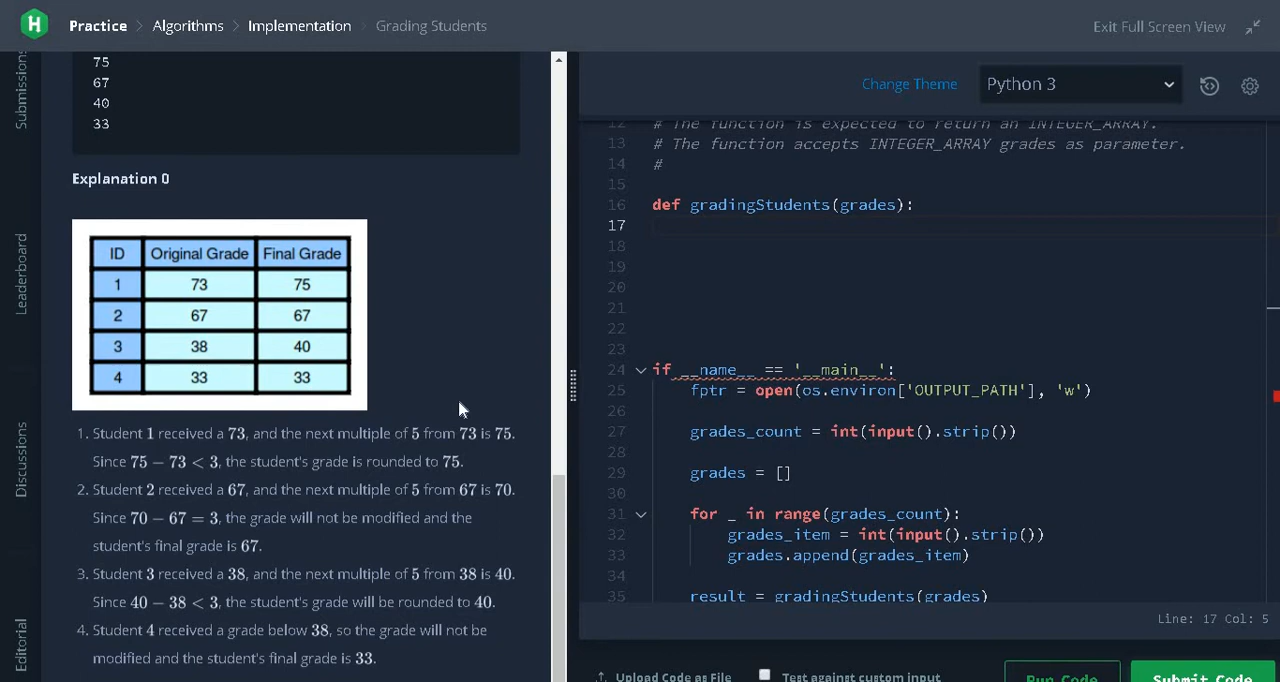 H Practice > Algorithms > Implementation > Grading Students
Exit Full Screen View
Submissions
Leaderboard
Discussions
Editorial
75
67
40
33
Explanation 0
ID Original Grade Final Grade
1 73 75
2 67 67
3 38 40
4 33 33
1. Student 1 received a 73, and the next multiple of 5 from 73 is 75.
Since 75 − 73 < 3, the student's grade is rounded to 75.
2. Student 2 received a 67, and the next multiple of 5 from 67 is 70.
Since 70 − 67 = 3, the grade will not be modified and the
student's final grade is 67.
3. Student 3 received a 38, and the next multiple of 5 from 38 is 40.
Since 40 − 38 < 3, the student's grade will be rounded to 40.
4. Student 4 received a grade below 38, so the grade will not be
modified and the student's final grade is 33.
Change Theme
Python 3
12 # The function is expected to return an INTEGER_ARRAY.
13 # The function accepts INTEGER_ARRAY grades as parameter.
14 #
15
16 def gradingStudents(grades):
17
18
19
20
21
22
23
24 if __name__ == '__main__':
25 fptr = open(os.environ['OUTPUT_PATH'], 'w')
26
27 grades_count = int(input().strip())
28
29 grades = []
30
31 for _ in range(grades_count):
32 grades_item = int(input().strip())
33 grades.append(grades_item)
34
35 result = gradingStudents(grades)
Line: 17 Col: 5
Upload Code as File
Test against custom input
Run Code
Submit Code